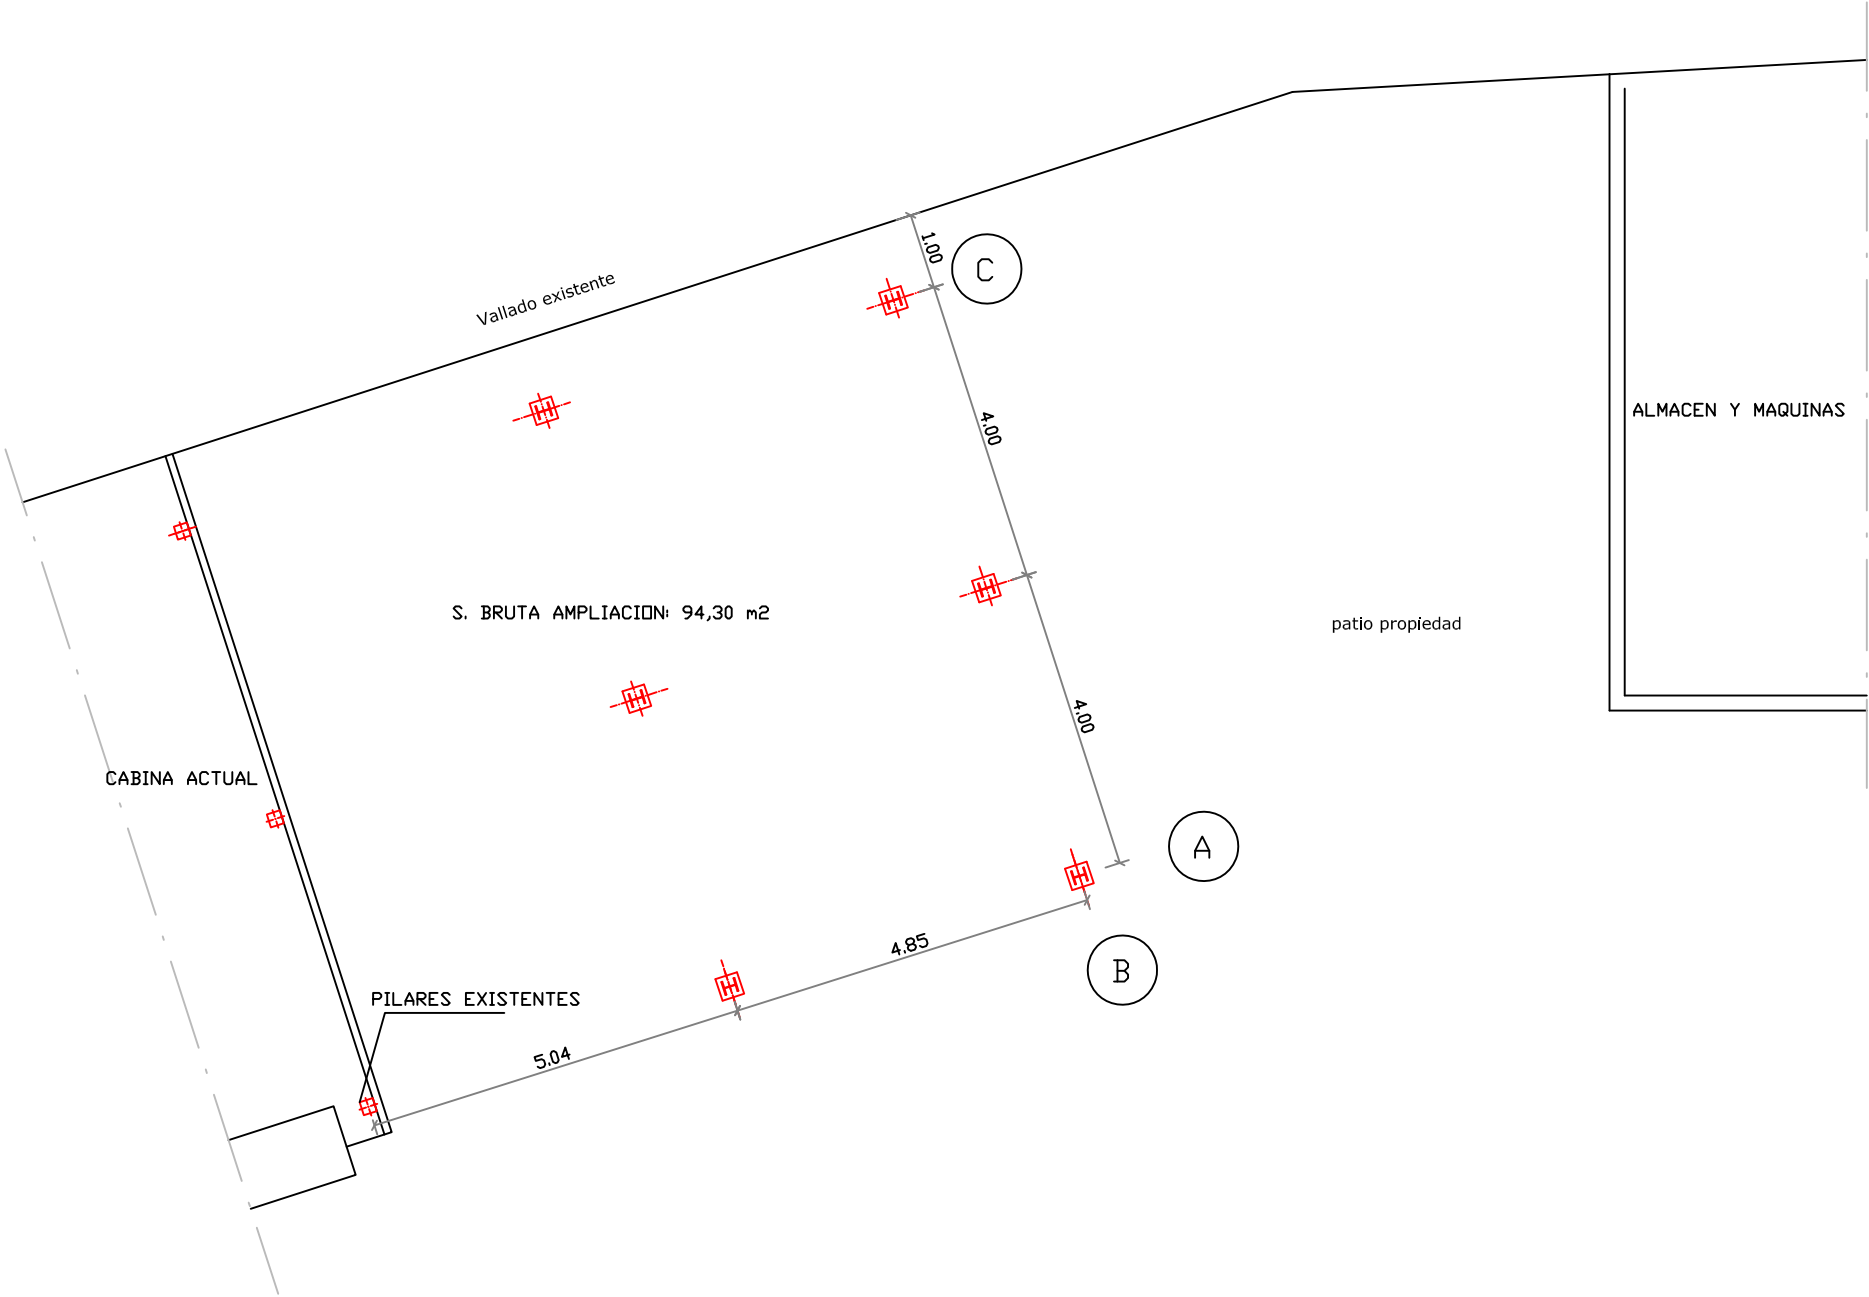 1.00
C
Vallado existente
4.00
ALMACEN Y MAQUINAS
S. BRUTA AMPLIACION: 94,30 m2
patio propiedad
4.00
CABINA ACTUAL
A
4.85
B
PILARES EXISTENTES
5.04